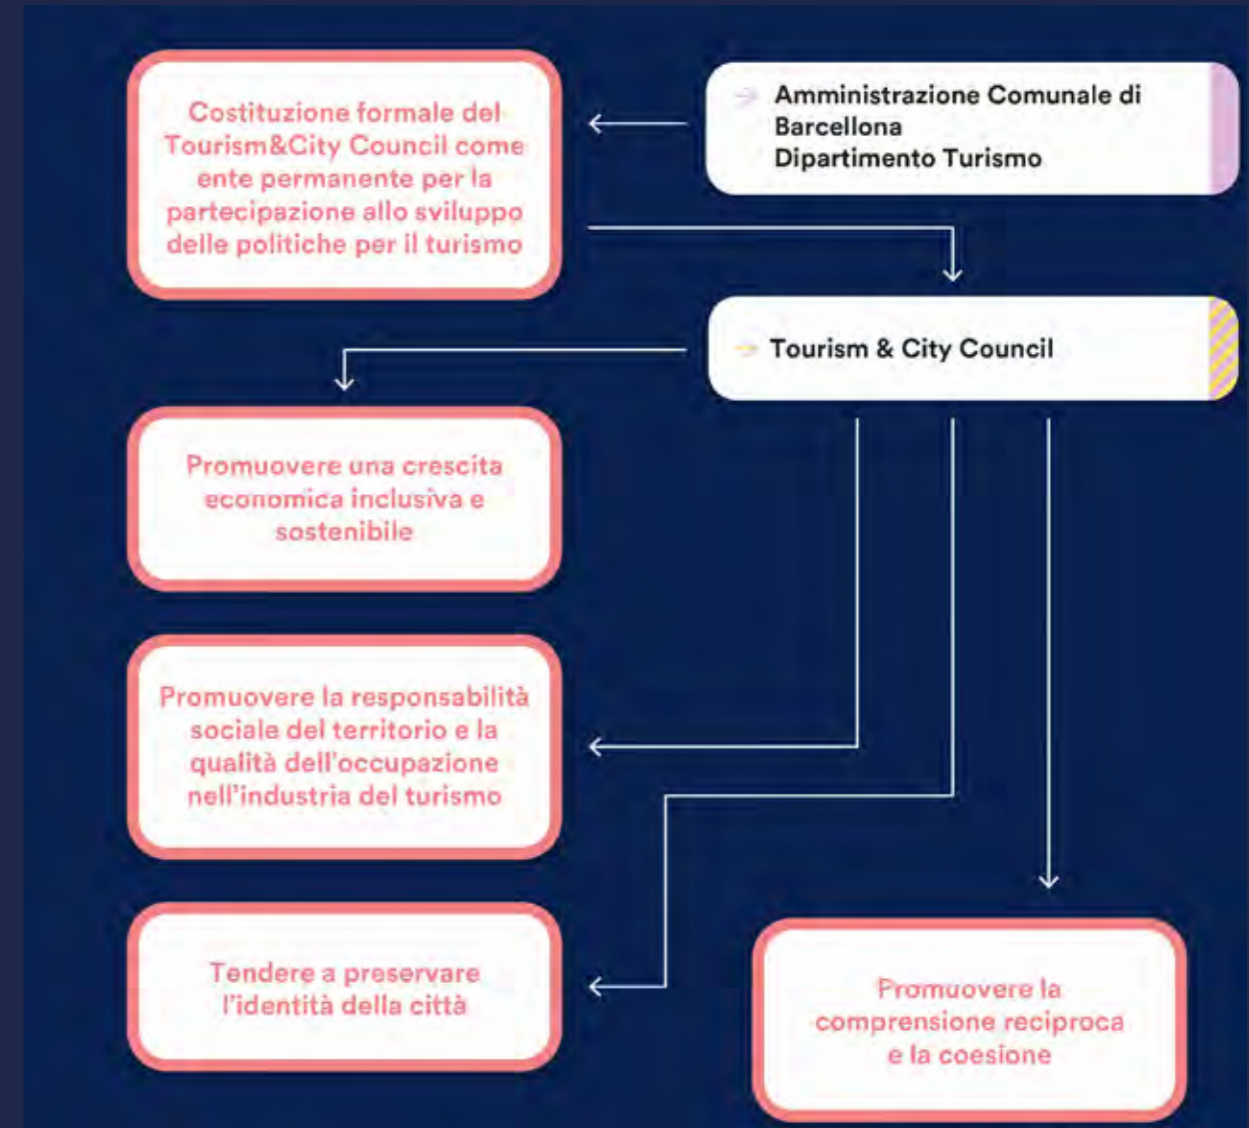 Costituzione formale del
Tourism&City Council come
ente permanente per la
partecipazione allo sviluppo
delle politiche per il turismo
Amministrazione Comunale di
Barcellona
Dipartimento Turismo
Tourism & City Council
Promuovere una crescita
economica inclusiva e
sostenibile
Promuovere la responsabilità
sociale del territorio e la
qualità dell'occupazione
nell'industria del turismo
Tendere a preservare
l'identità della città
Promuovere la
comprensione reciproca
e la coesione